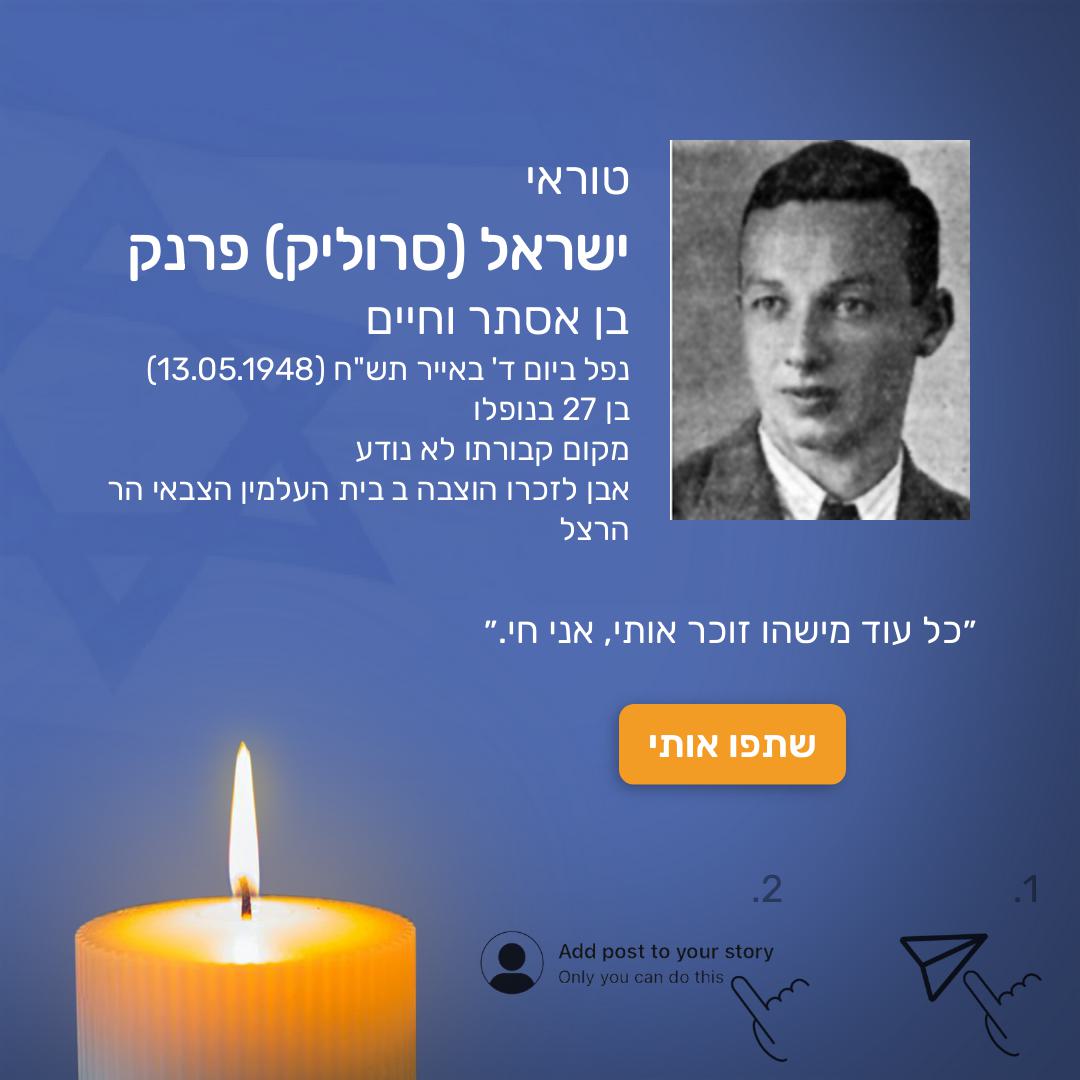 טוראי
ישראל (סרוליק) פרנק
בן אסתר וחיים
נפל ביום ד' באייר תש"ח (13.05.1948)
בן 27 בנופלו
מקום קבורתו לא נודע
אבן לזכרו הוצבה ב בית העלמין הצבאי הר
הרצל
״כל עוד מישהו זוכר אותי, אני חי.״
שתפו אותי
1.
2.
Add post to your story
Only you can do this